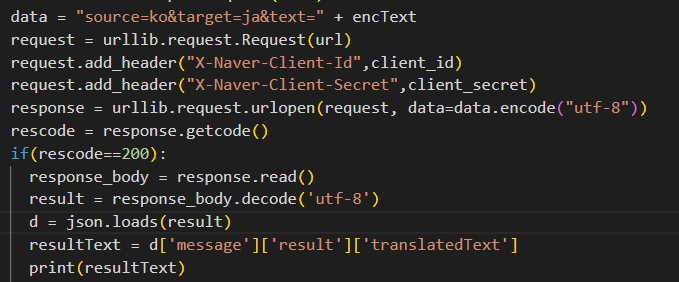 data = "source=ko&target=ja&text=" + encText
request = urllib.request.Request(url)
request.add_header("X-Naver-Client-Id",client_id)
request.add_header("X-Naver-Client-Secret",client_secret)
response = urllib.request.urlopen(request, data=data.encode("utf-8"))
rescode = response.getcode()
if(rescode==200):
  response_body = response.read()
  result = response_body.decode('utf-8')
  d = json.loads(result)
  resultText = d['message']['result']['translatedText']
  print(resultText)